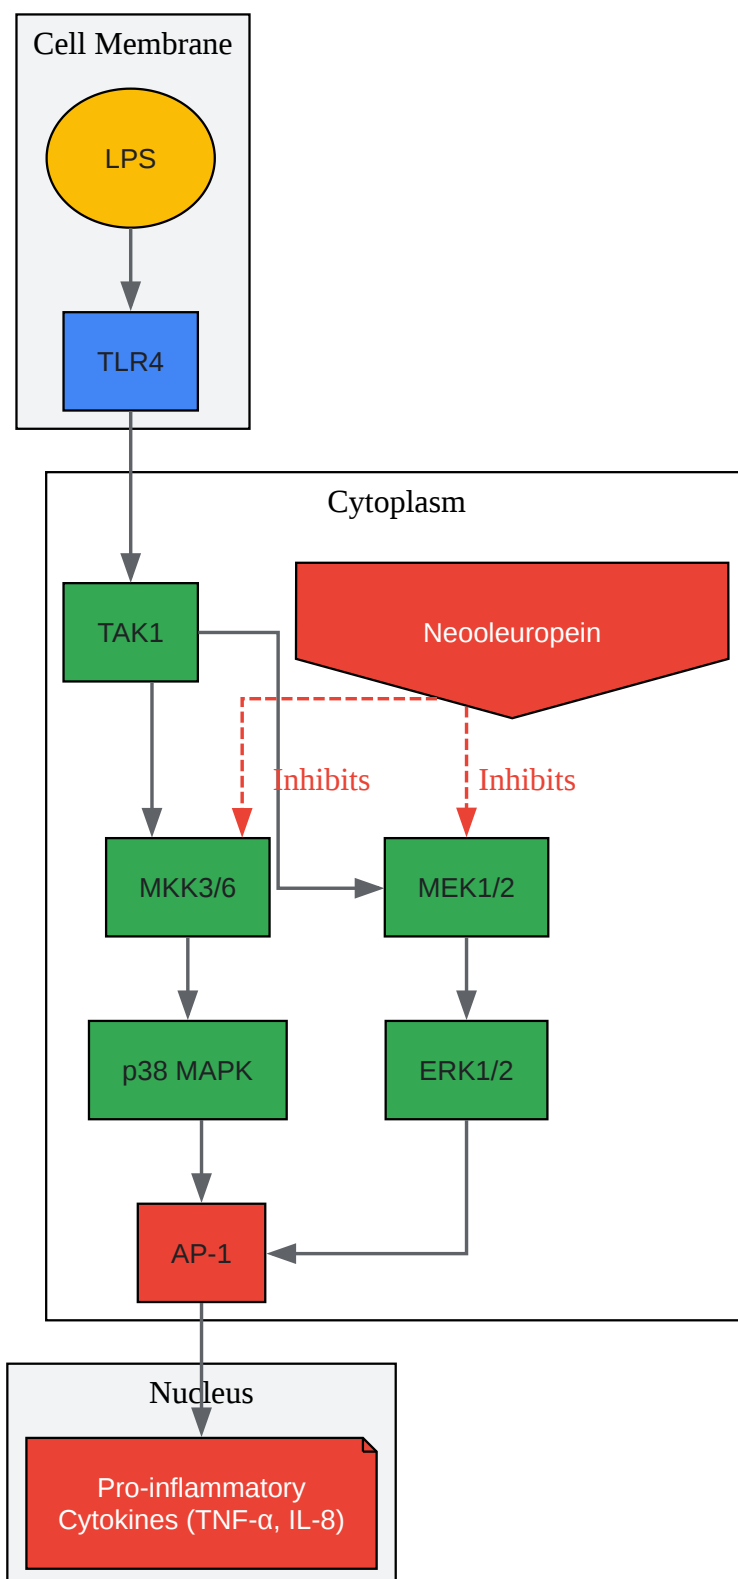 Cell Membrane
LPS
TLR4
Cytoplasm
TAK1
Neooleuropein
Inhibits
Inhibits
MKK3/6
MEK1/2
p38 MAPK
ERK1/2
AP-1
Nucleus
Pro-inflammatory
Cytokines (TNF-α, IL-8)